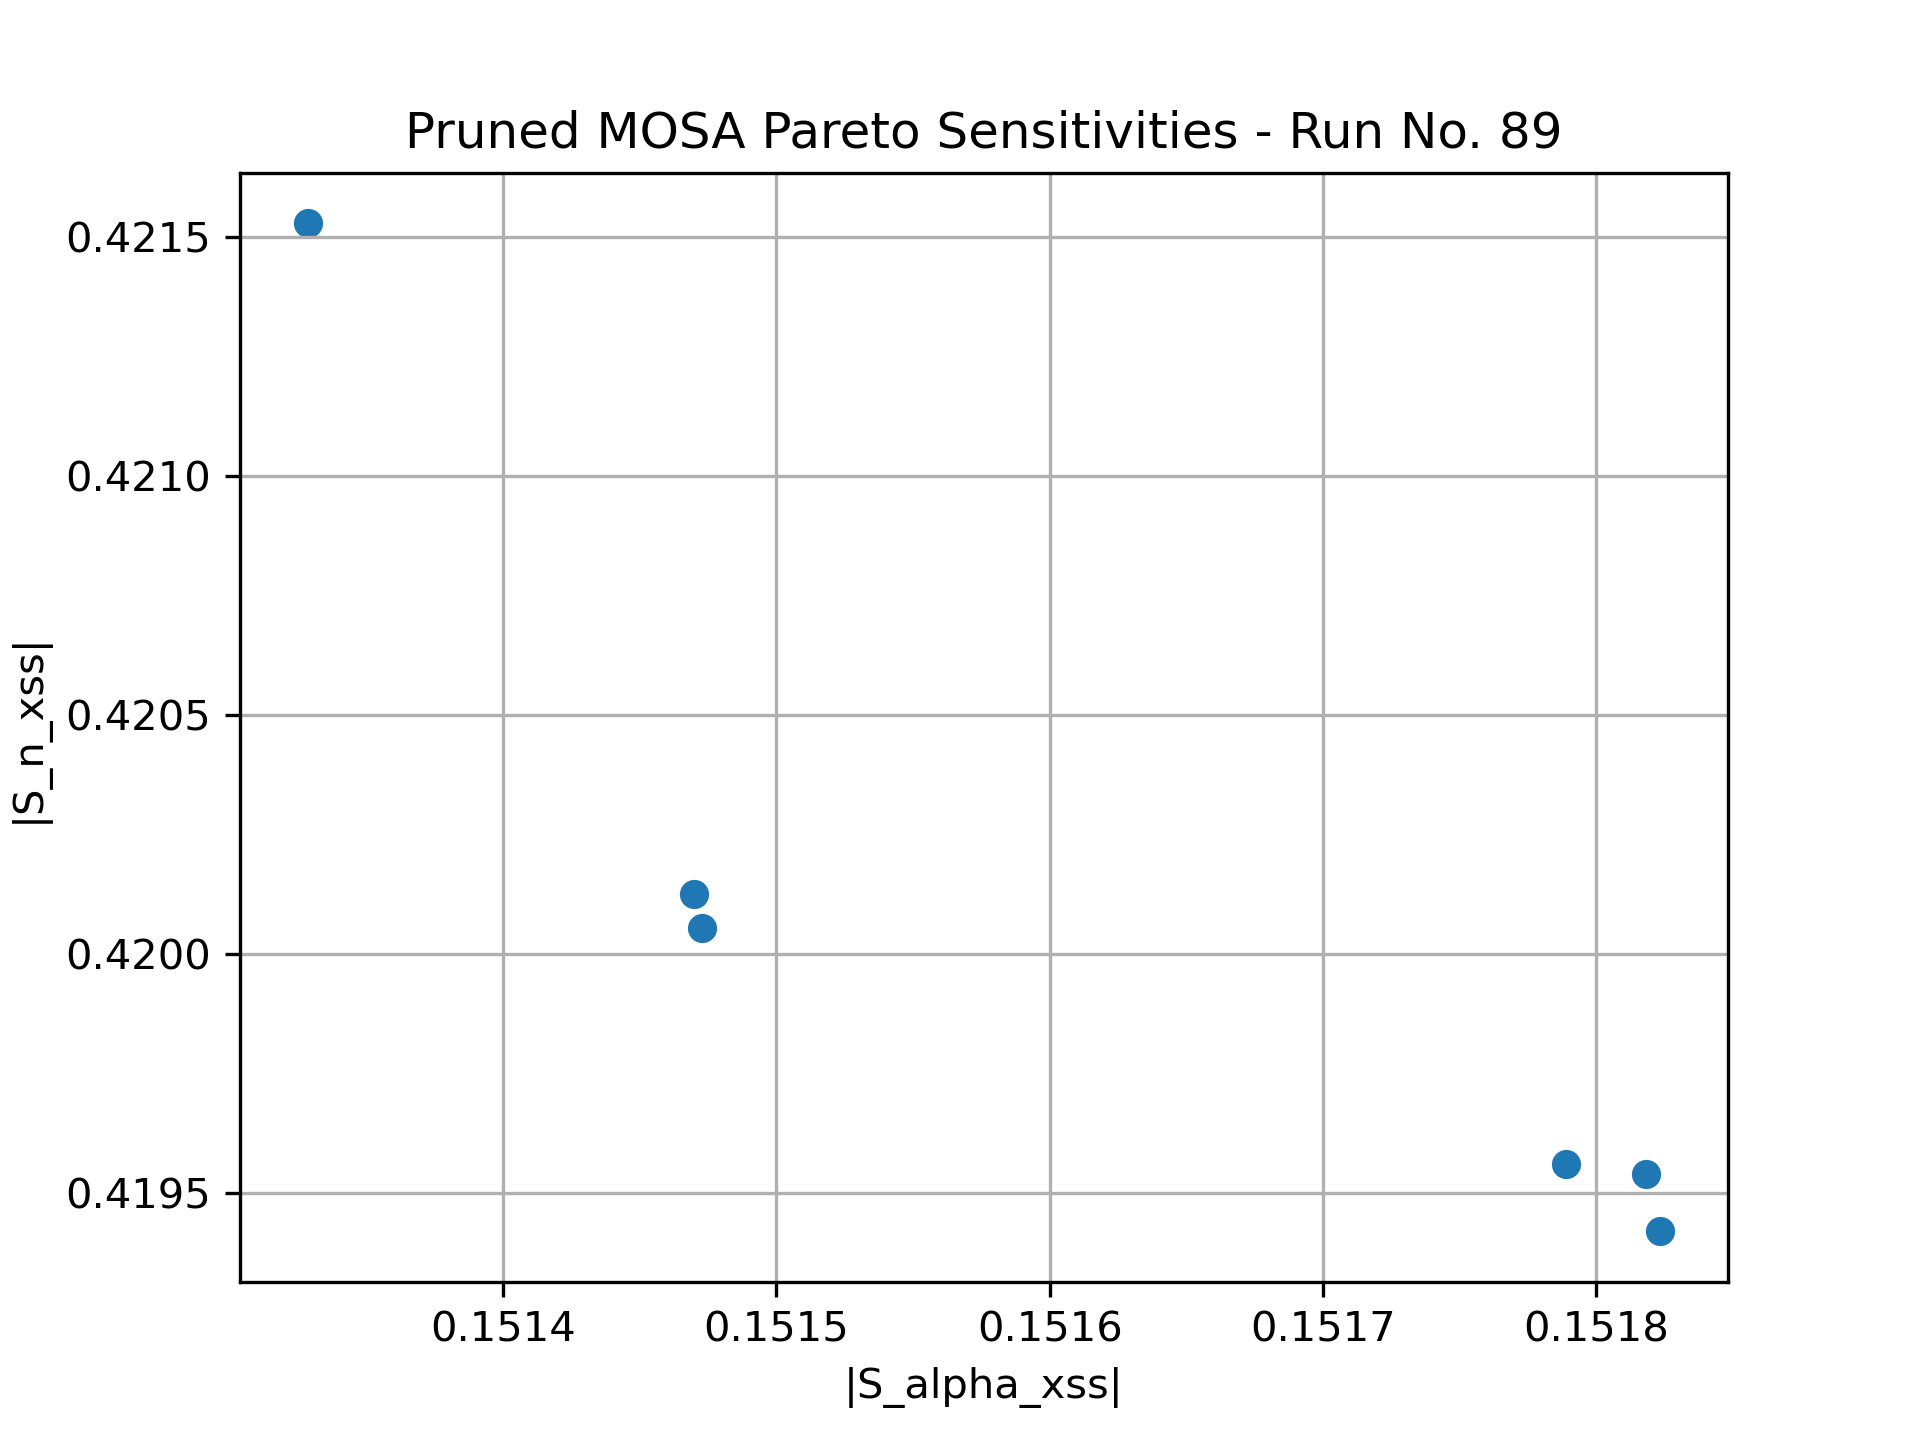 Pruned MOSA Pareto Sensitivities - Run No. 89
0.4215
0.4210
0.4205
0.4200
0.4195
|S_n_xss|
0.1514 0.1515 0.1516 0.1517 0.1518
|S_alpha_xss|